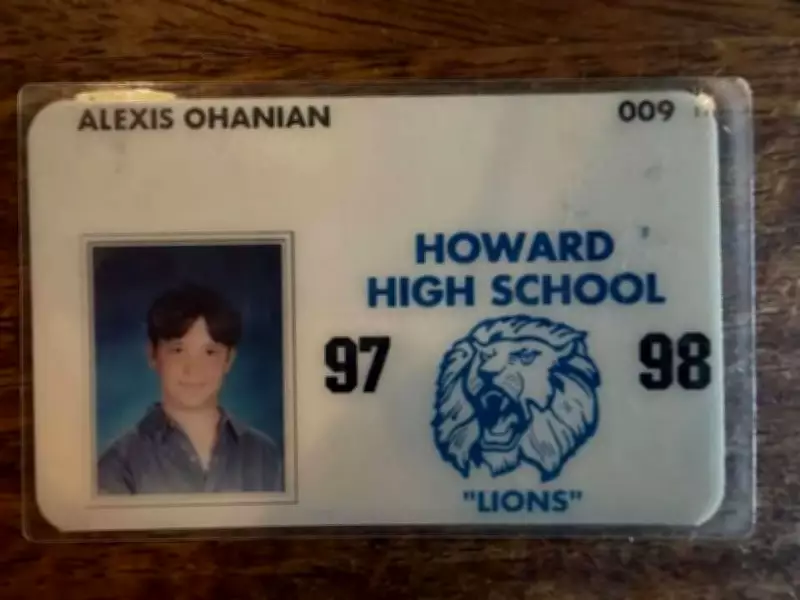 ALEXIS OHANIAN 009
HOWARD
HIGH SCHOOL
97 98
"LIONS"